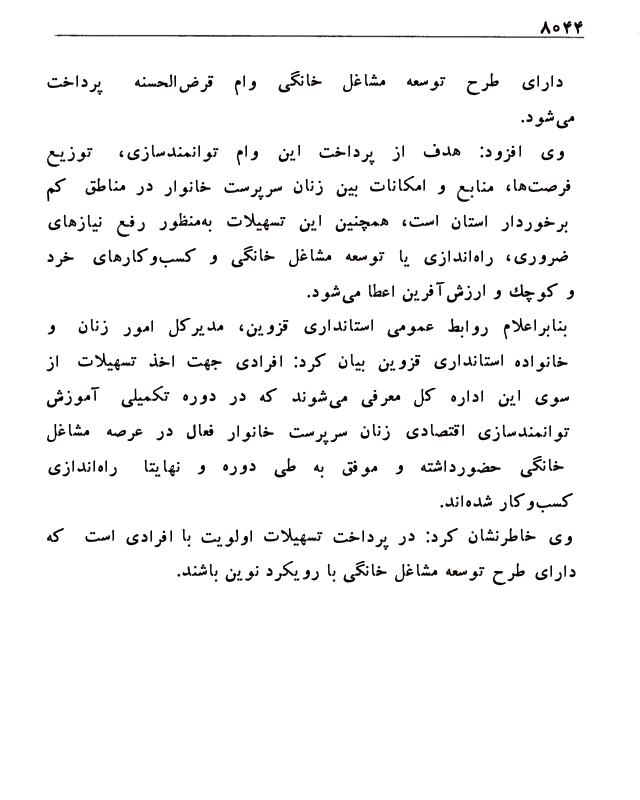 ۸۰۴۴
دارای طرح توسعه مشاغل خانگی وام قرض‌الحسنه پرداخت
می‌شود.
وی افزود: هدف از پرداخت این وام توانمندسازی، توزیع
فرصت‌ها، منابع و امکانات بین زنان سرپرست خانوار در مناطق کم
برخوردار استان است، همچنین این تسهیلات به‌منظور رفع نیازهای
ضروری، راه‌اندازی یا توسعه مشاغل خانگی و کسب‌وکارهای خرد
و کوچك و ارزش‌آفرین اعطا می‌شود.
بنابراعلام روابط عمومی استانداری قزوین، مدیرکل امور زنان و
خانواده استانداری قزوین بیان کرد: افرادی جهت اخذ تسهیلات از
سوی این اداره کل معرفی می‌شوند که در دوره تکمیلی آموزش
توانمندسازی اقتصادی زنان سرپرست خانوار فعال در عرصه مشاغل
خانگی حضورداشته و موفق به طی دوره و نهایتا راه‌اندازی
کسب‌وکار شده‌اند.
وی خاطرنشان کرد: در پرداخت تسهیلات اولویت با افرادی است که
دارای طرح توسعه مشاغل خانگی با رویکرد نوین باشند.